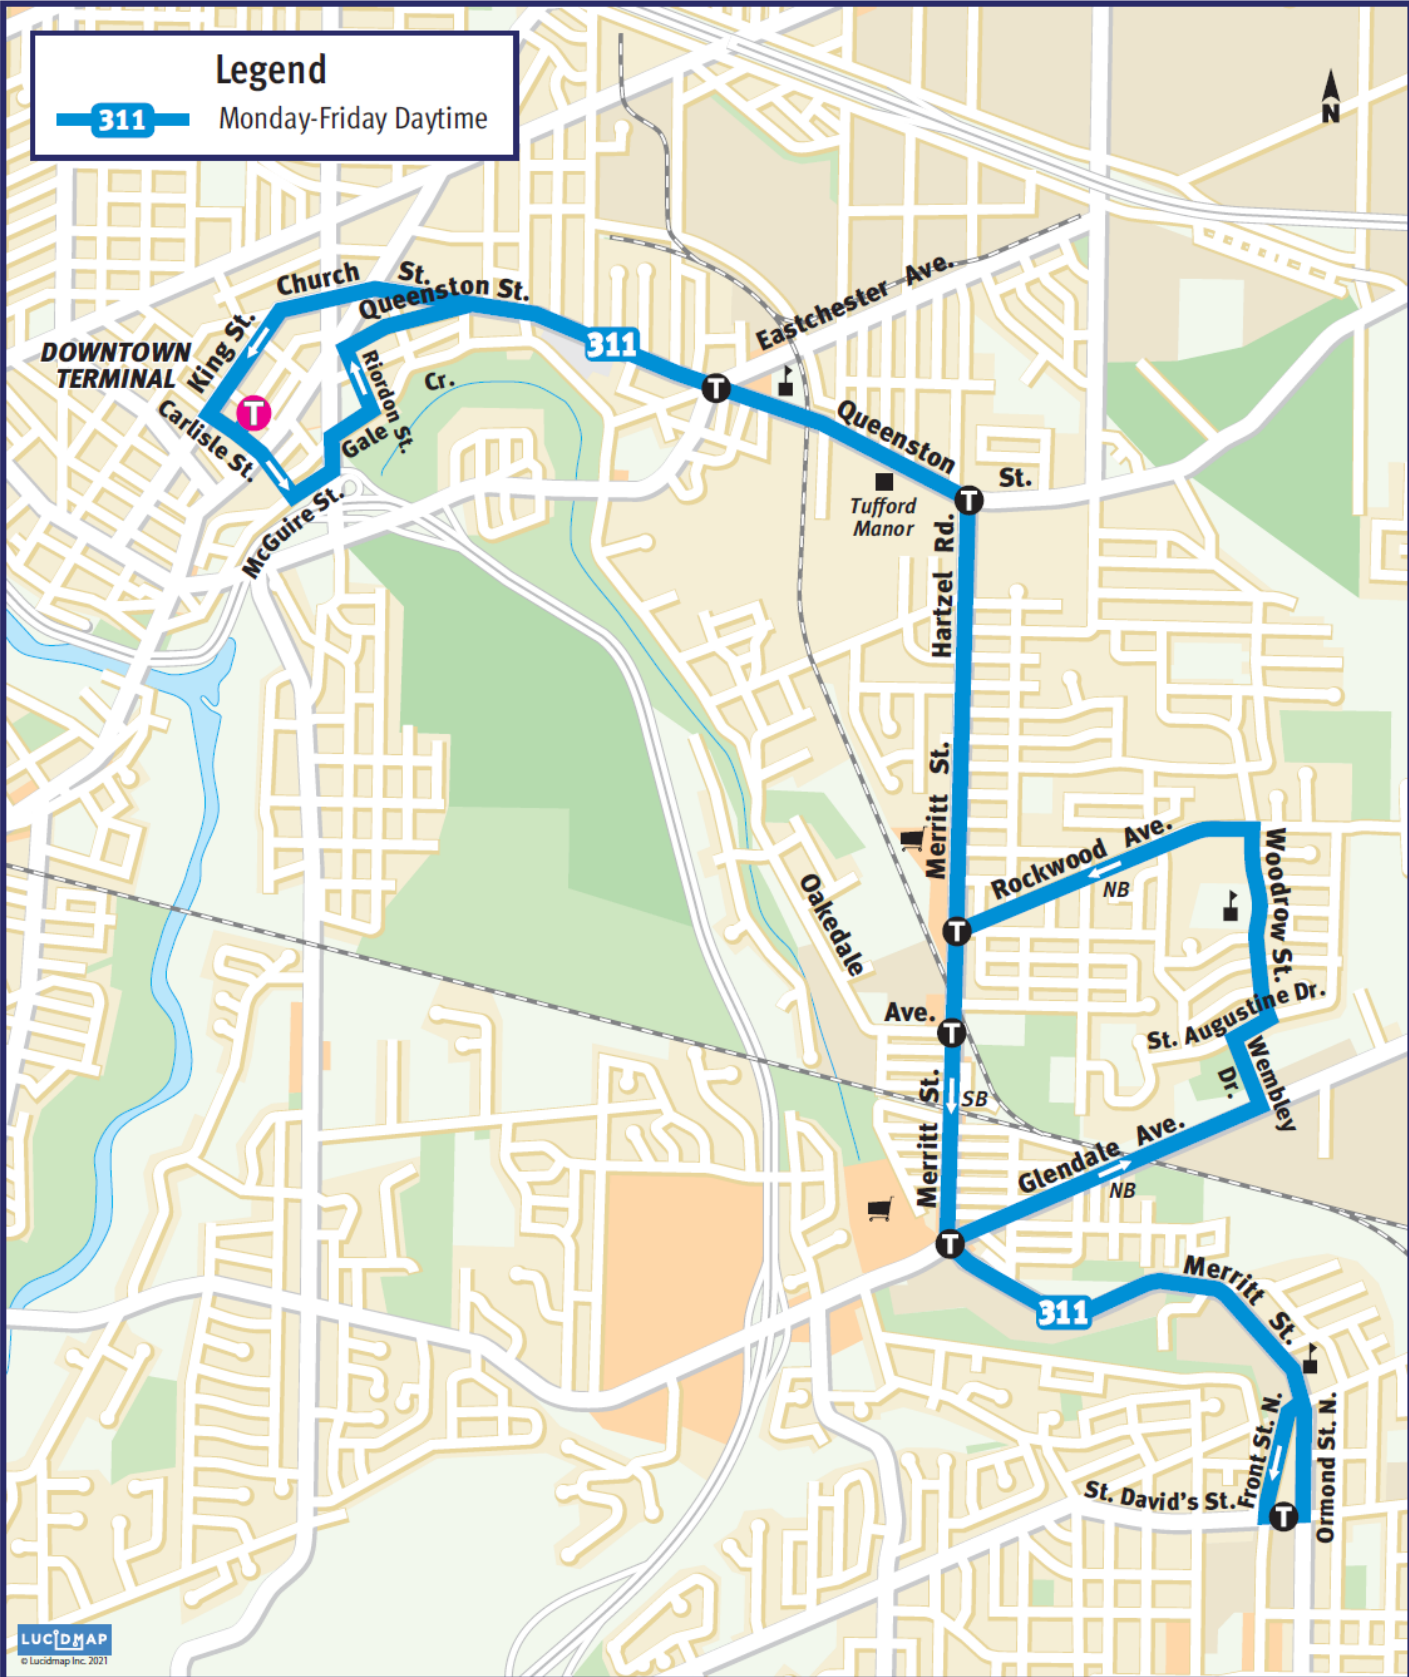 Legend
311 Monday-Friday Daytime
N
Church St.
Queenston St.
King St.
DOWNTOWN
TERMINAL
T
Carlisle St.
Riordon St.
Gale
Cr.
McGuire St.
311
Eastchester Ave.
T
Queenston St.
T
Tufford
Manor
Hartzel Rd.
Merritt St.
Rockwood Ave.
NB
Woodrow St.
T
Oakedale
Ave.
T
St. Augustine Dr.
Wembley
Dr.
SB
Merritt St.
Glendale Ave.
NB
T
311
Merritt St.
Front St. N.
Ormond St. N.
St. David's St.
T
LUCIDMAP
© Lucidmap Inc. 2021